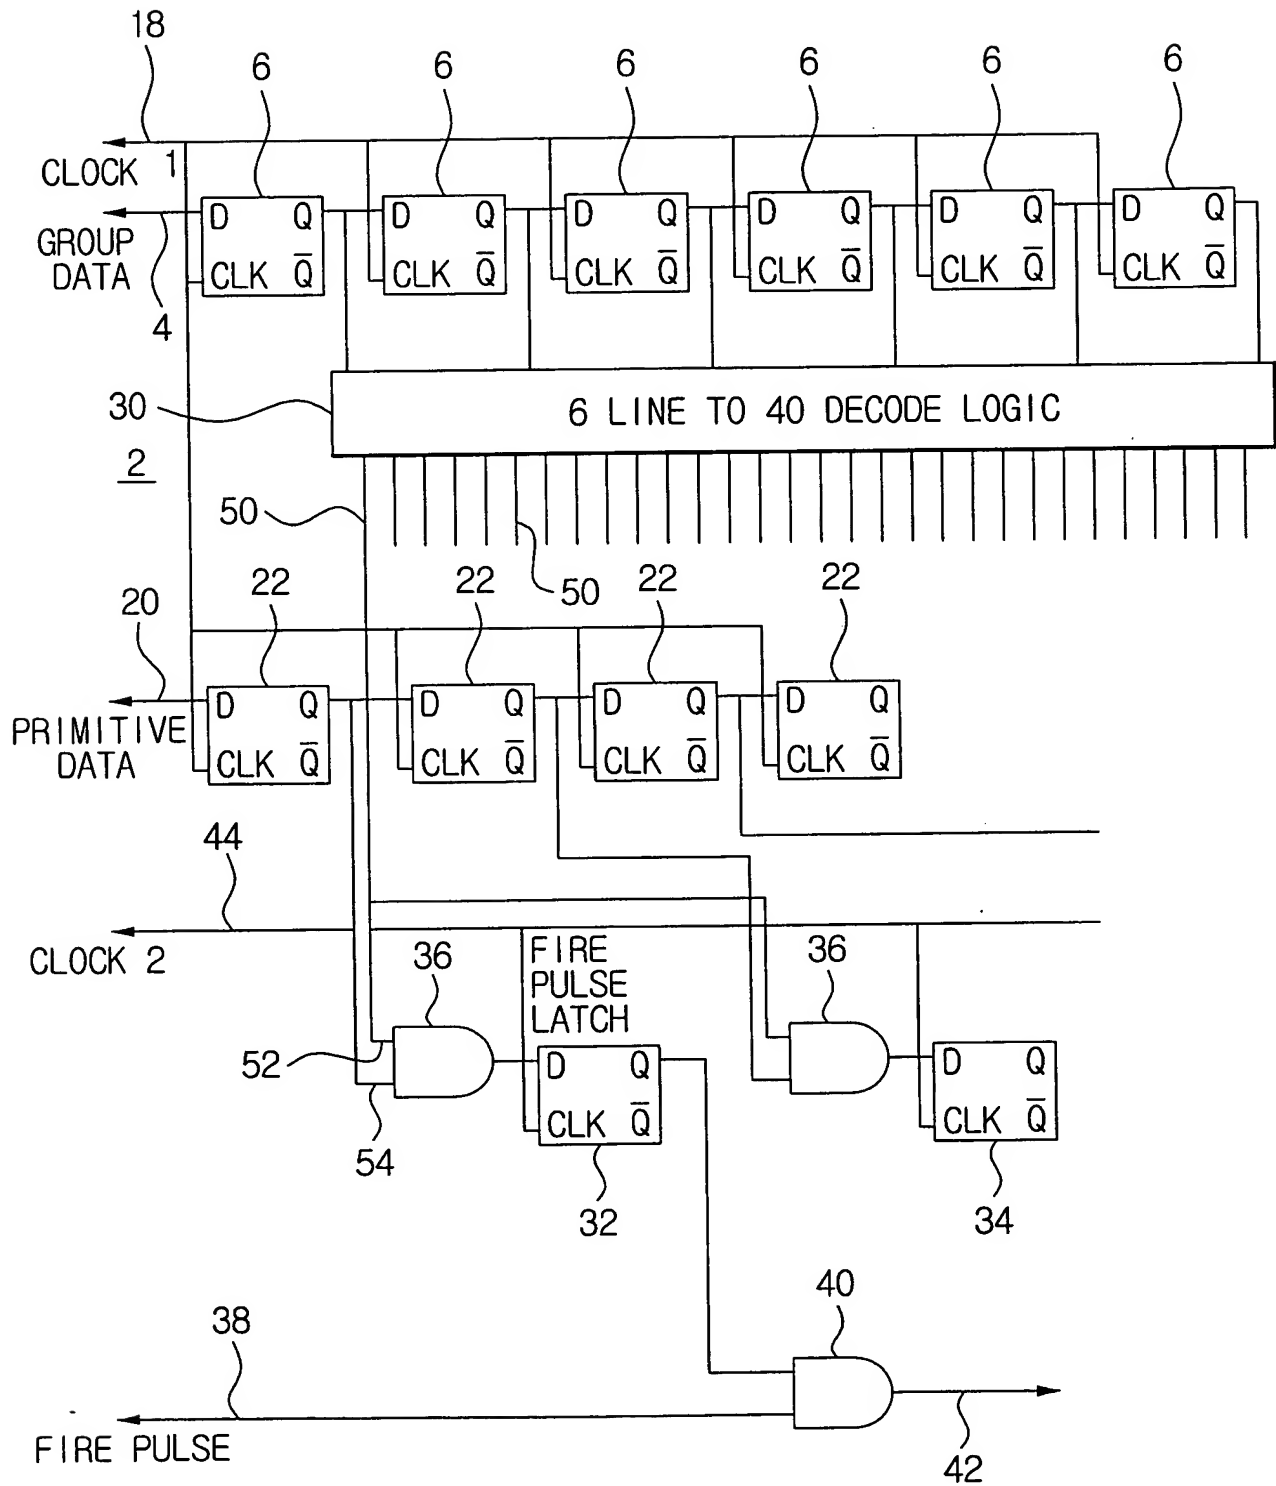 18
6 6 6 6 6 6
CLOCK 1
D Q D Q D Q D Q D Q D Q
GROUP
DATA
CLK Q̅ CLK Q̅ CLK Q̅ CLK Q̅ CLK Q̅ CLK Q̅
4
30
6 LINE TO 40 DECODE LOGIC
2
50
50
20
22 22 22 22
D Q D Q D Q D Q
PRIMITIVE
DATA
CLK Q̅ CLK Q̅ CLK Q̅ CLK Q̅
44
CLOCK 2
36
FIRE
PULSE
LATCH
36
52
D Q
D Q
CLK Q̅
CLK Q̅
54
32
34
40
38
FIRE PULSE
42